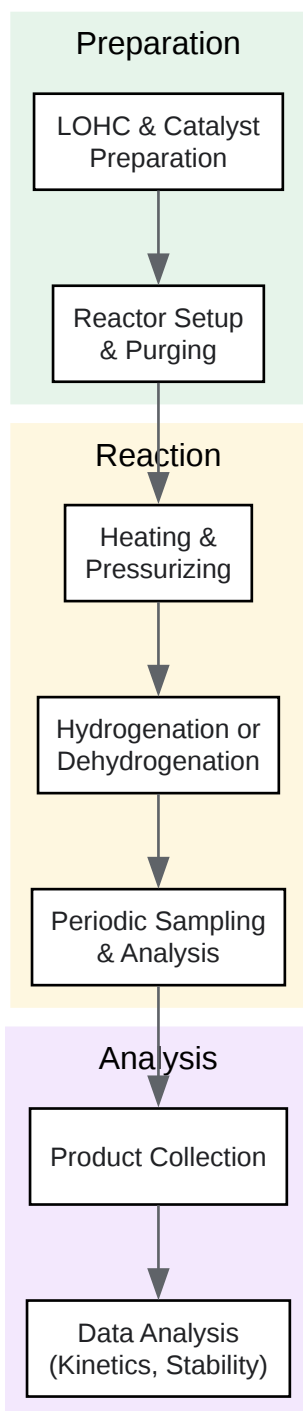 Preparation
LOHC & Catalyst
Preparation
Reactor Setup
& Purging
Reaction
Heating &
Pressurizing
Hydrogenation or
Dehydrogenation
Periodic Sampling
& Analysis
Analysis
Product Collection
Data Analysis
(Kinetics, Stability)